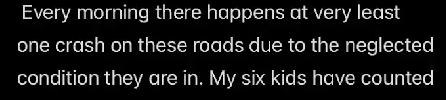 Every morning there happens at very least
one crash on these roads due to the neglected
condition they are in. My six kids have counted